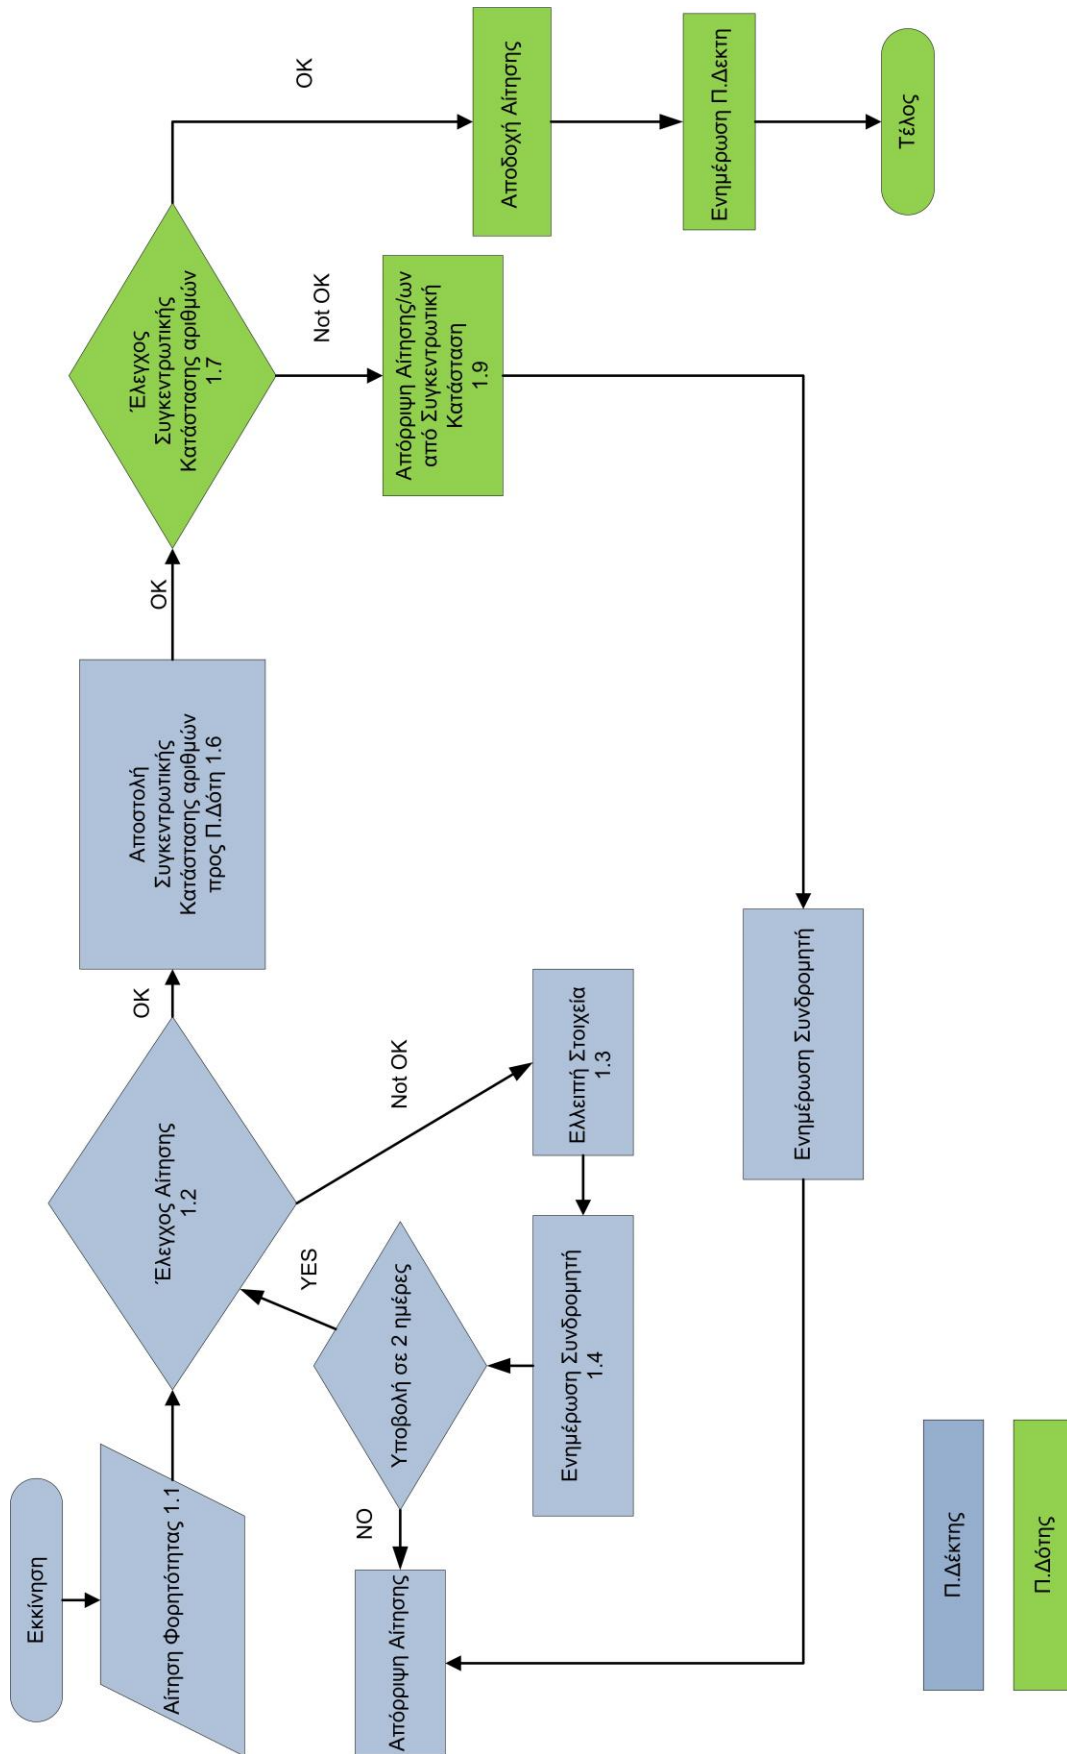 Εκκίνηση
Αίτηση Φορητότητας 1.1
Έλεγχος Αίτησης
1.2
OK
Not OK
Αποστολή
Συγκεντρωτικής
Κατάστασης αριθμών
προς Π.Δότη 1.6
OK
Έλεγχος
Συγκεντρωτικής
Κατάστασης αριθμών
1.7
OK
Not OK
Αποδοχή Αίτησης
Ενημέρωση Π.Δεκτη
Τέλος
Απόρριψη Αίτησης/ων
από Συγκεντρωτική
Κατάσταση
1.9
Ελλειπή Στοιχεία
1.3
Ενημέρωση Συνδρομητή
1.4
Υποβολή σε 2 ημέρες
YES
NO
Απόρριψη Αίτησης
Ενημέρωση Συνδρομητή
Π.Δέκτης
Π.Δότης